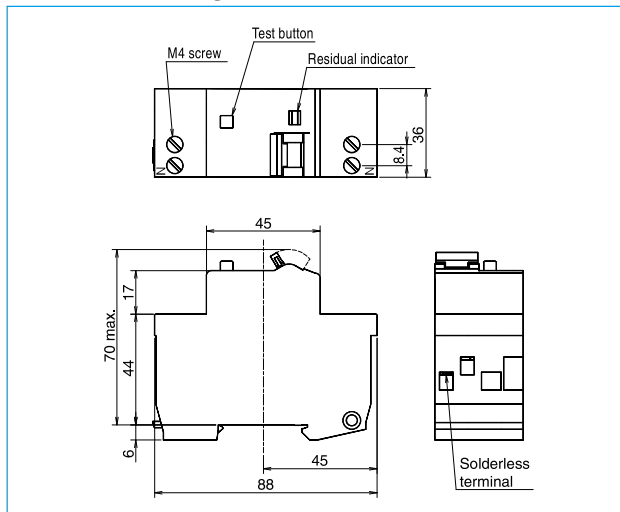 Test button
M4 screw
Residual indicator
36
8.4
N
N
45
70 max.
17
44
6
45
88
Solderless
terminal